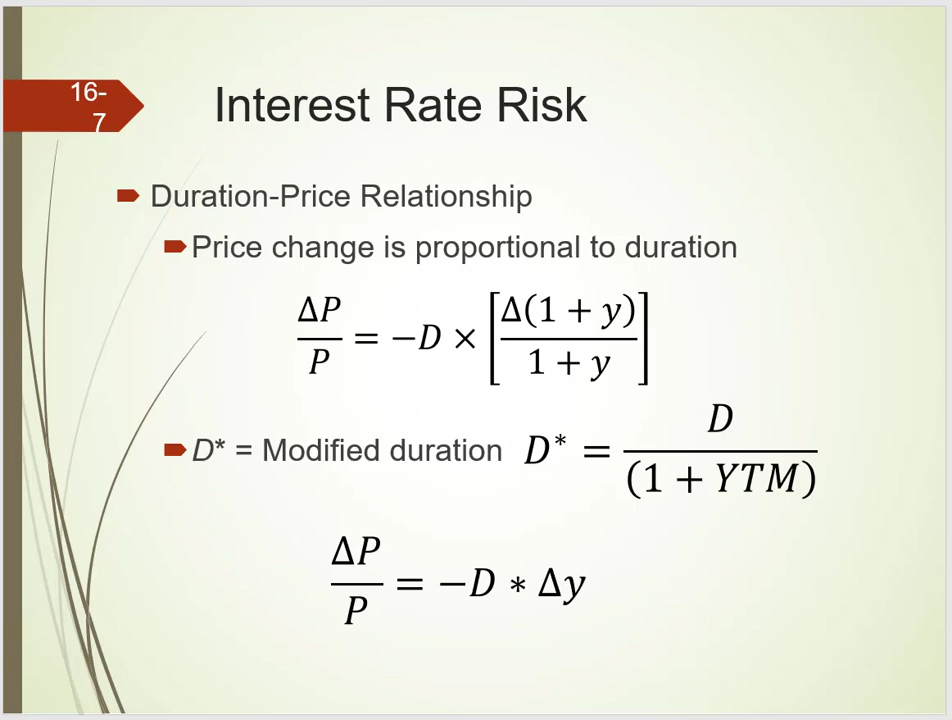 16-
7
Interest Rate Risk
Duration-Price Relationship
Price change is proportional to duration
ΔP/P = −D × [Δ(1 + y)/(1 + y)]
D* = Modified duration D* = D/(1 + YTM)
ΔP/P = −D ∗ Δy